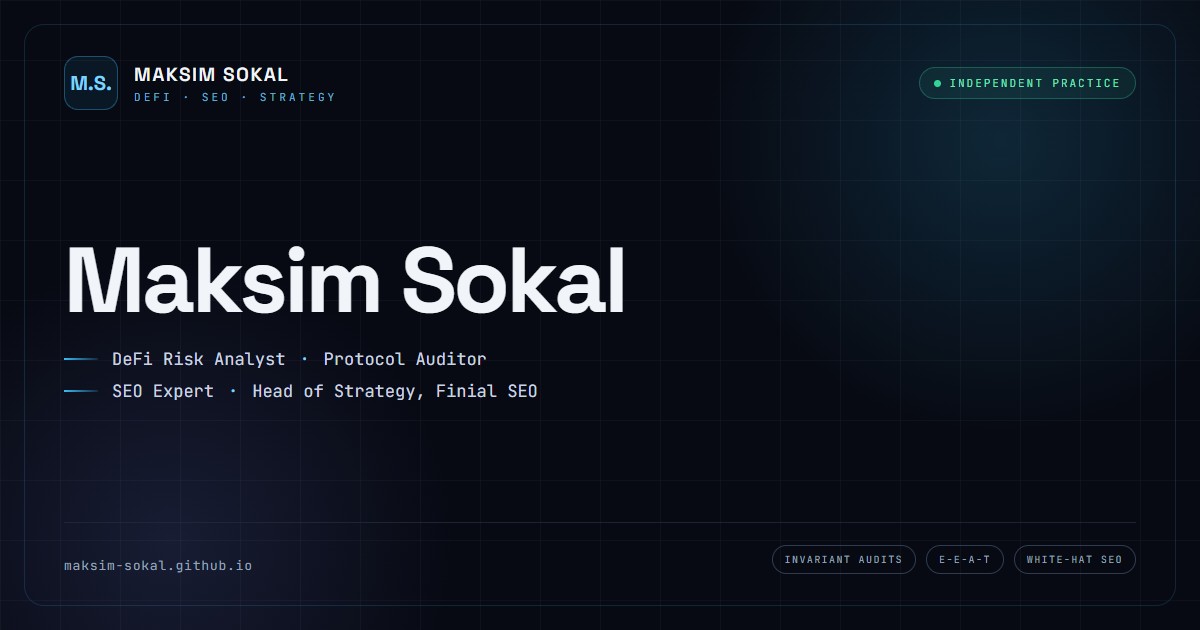 M.S.
MAKSIM SOKAL
DEFI · SEO · STRATEGY
INDEPENDENT PRACTICE
Maksim Sokal
DeFi Risk Analyst · Protocol Auditor
SEO Expert · Head of Strategy, Finial SEO
maksim-sokal.github.io
INVARIANT AUDITS
E-E-A-T
WHITE-HAT SEO